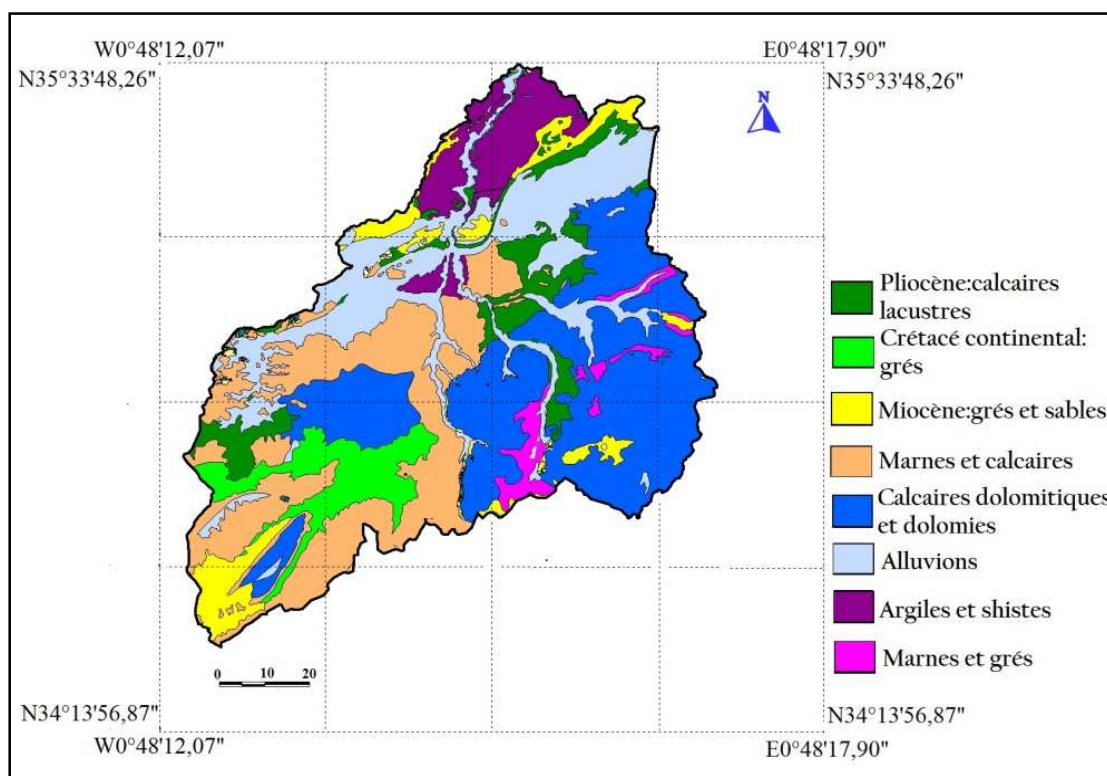 W0°48'12,07" E0°48'17,90"
N35°33'48,26" N35°33'48,26"
N
Pliocène:calcaires
lacustres
Crétacé continental:
grés
Miocène:grés et sables
Marnes et calcaires
Calcaires dolomitiques
et dolomies
Alluvions
Argiles et shistes
Marnes et grés
0 10 20
N34°13'56,87" N34°13'56,87"
W0°48'12,07" E0°48'17,90"